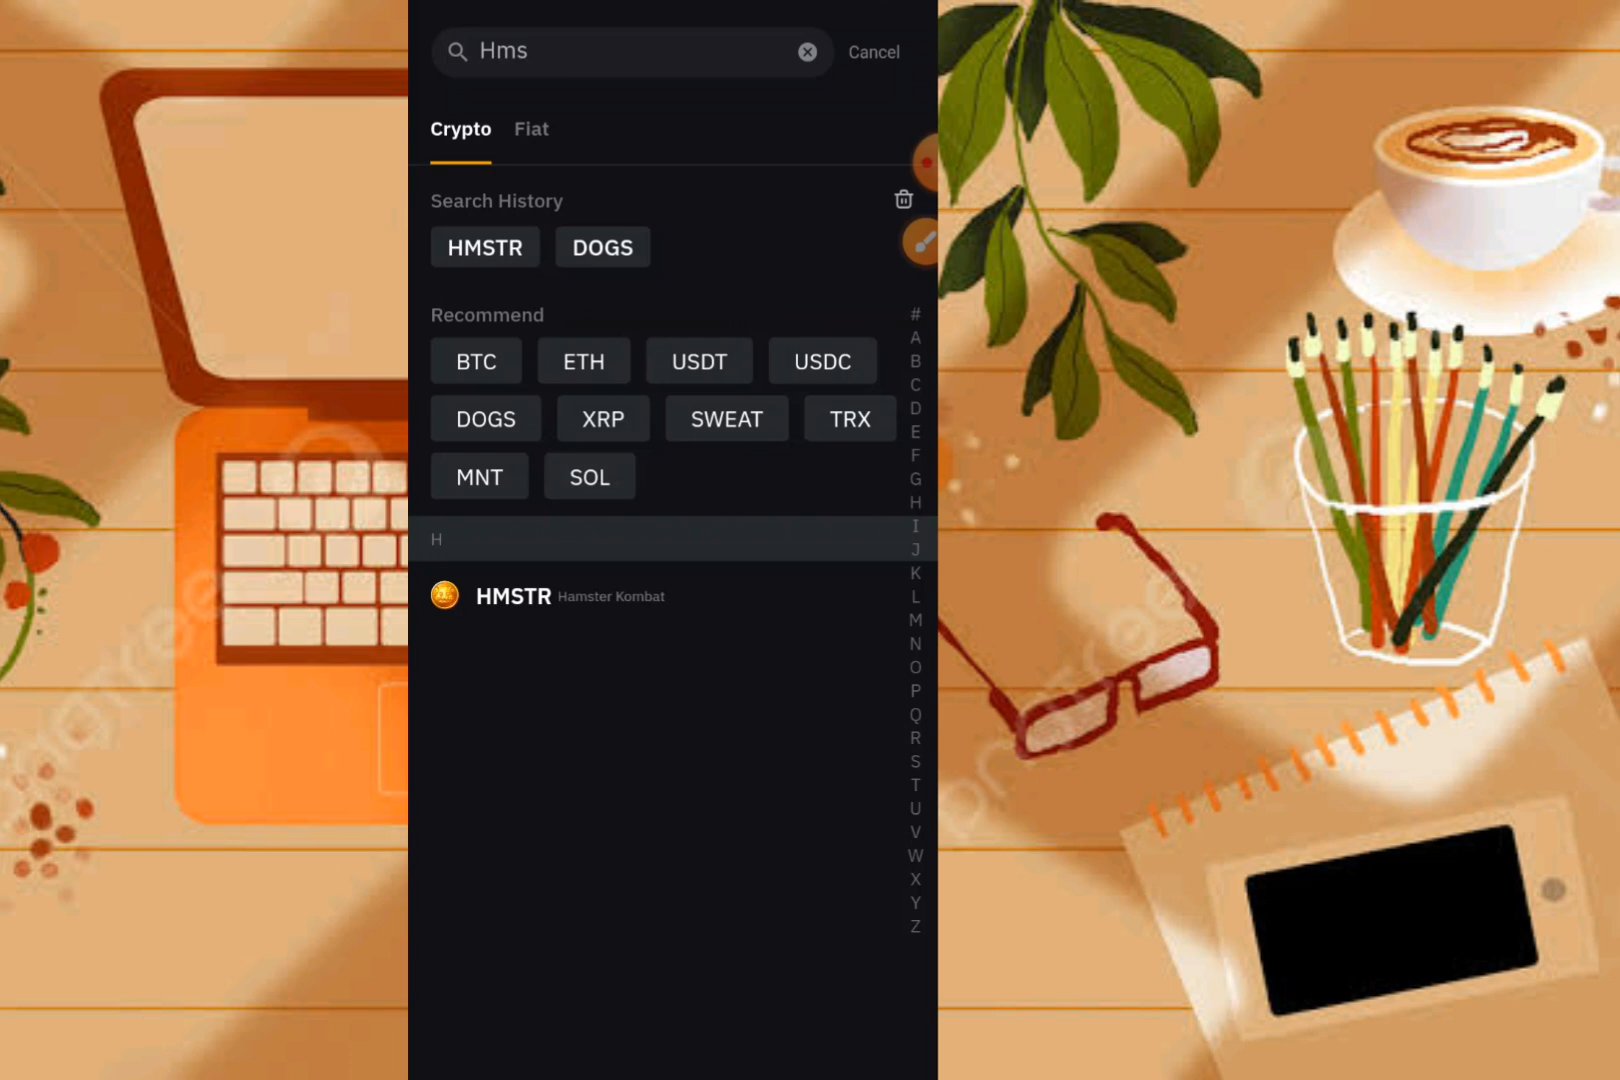 Hms
Cancel
Crypto Fiat
Search History
HMSTR DOGS
Recommend
BTC ETH USDT USDC
DOGS XRP SWEAT TRX
MNT SOL
H
HMSTR Hamster Kombat
#
A
B
C
D
E
F
G
H
I
J
K
L
M
N
O
P
Q
R
S
T
U
V
W
X
Y
Z